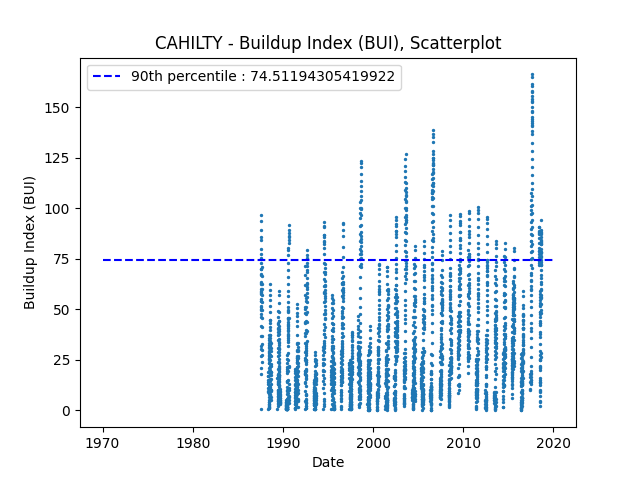 CAHILTY - Buildup Index (BUI), Scatterplot
90th percentile : 74.51194305419922
Buildup Index (BUI)
150
125
100
75
50
25
0
1970 1980 1990 2000 2010 2020
Date